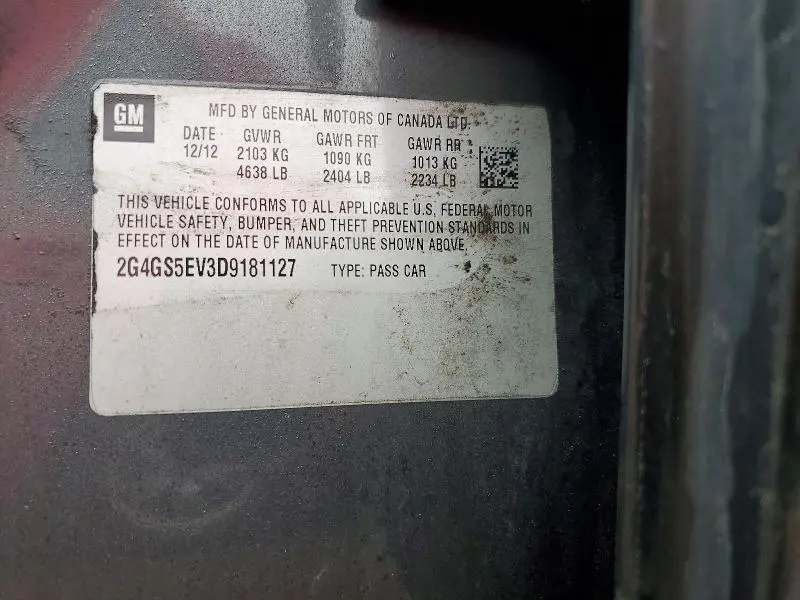 GM
MFD BY GENERAL MOTORS OF CANADA LTD.
DATE GVWR GAWR FRT GAWR RR
12/12 2103 KG 1090 KG 1013 KG
4638 LB 2404 LB 2234 LB
THIS VEHICLE CONFORMS TO ALL APPLICABLE U.S. FEDERAL MOTOR
VEHICLE SAFETY, BUMPER, AND THEFT PREVENTION STANDARDS IN
EFFECT ON THE DATE OF MANUFACTURE SHOWN ABOVE.
2G4GS5EV3D9181127 TYPE: PASS CAR